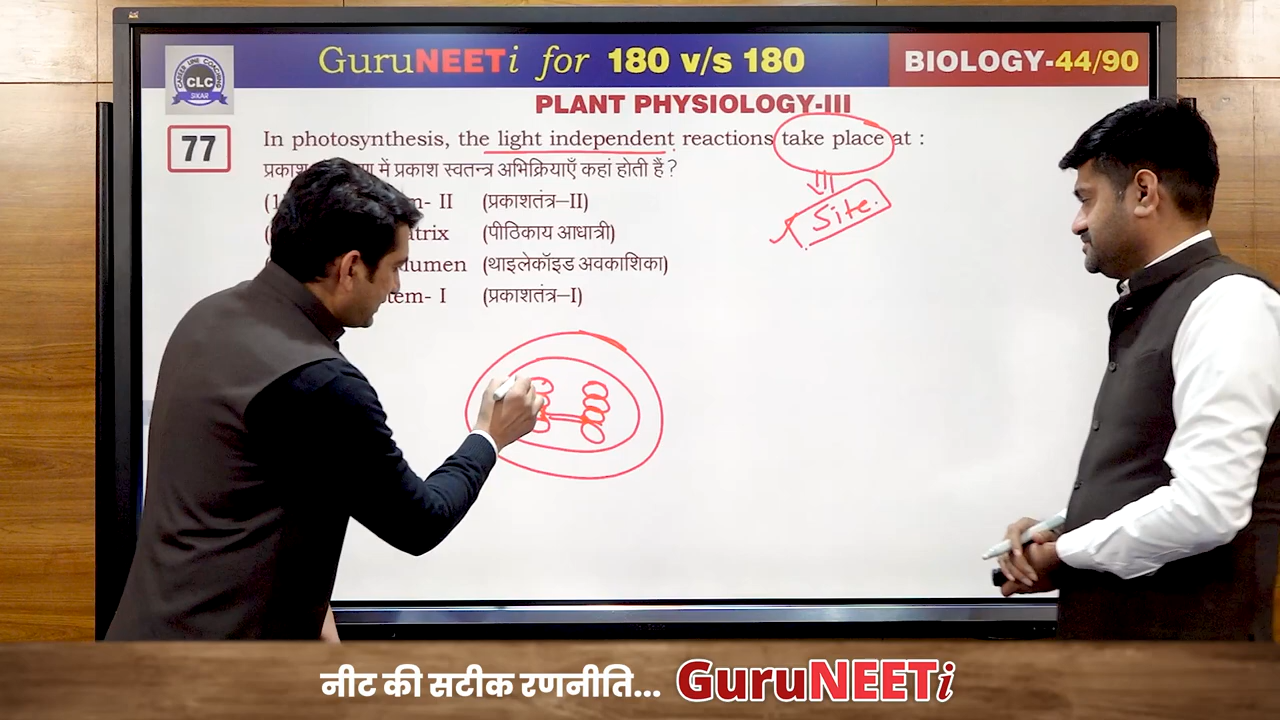 GuruNEETi for 180 v/s 180
BIOLOGY-44/90
CLC
SIKAR
PLANT PHYSIOLOGY-III
77
In photosynthesis, the light independent reactions take place at :
में प्रकाश स्वतन्त्र अभिक्रियाएँ कहां होती हैं ?
II (प्रकाशतंत्र–II)
(पीठिकाय आधात्री)
lumen (थाइलेकॉइड अवकाशिका)
I (प्रकाशतंत्र–I)
Site.
नीट की सटीक रणनीति... GuruNEETi